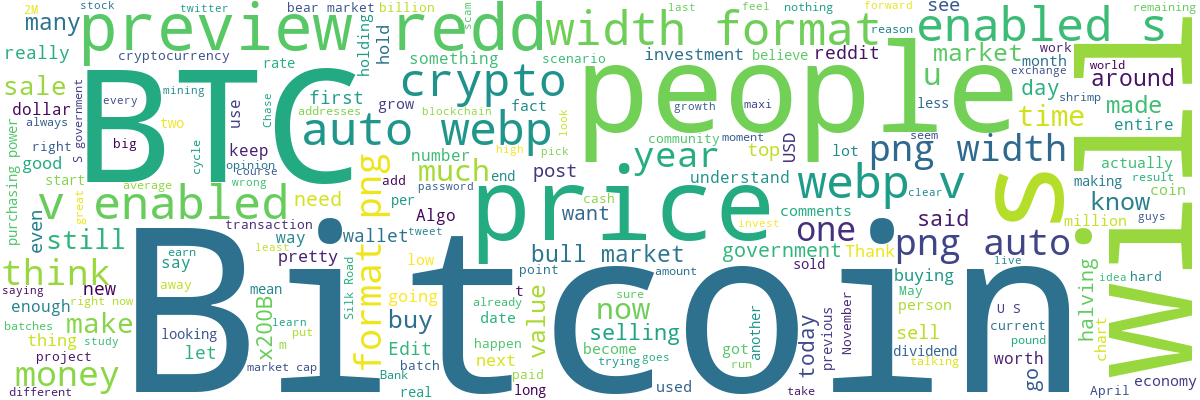 2M
stock
twitter
bear market
billion
scam
last
feel
nothing
forward
remaining
many
preview
redd
width format
reason
see
enabled s
really
cryptocurrency
holding
hold
something
scenario
investment
believe
reddit
market
work
month
exchange
world
rate
BTC
crypto
people
u
around
sale
mining
Chase
first
addresses
grow
blockchain
fact
look
growth
maxi
less
day
shrimp
dollar
every
use
auto webp
community
moment
USD
time
made
entire
always
two
S government
right
big
cycle
keep
number
high
pick
year
top
lot
seem
png width
actually
good
opinion
course
wrong
much
end
post
understand
making
result
purchasing power
start
average
format png
add
password
cash
want
comments
webp v
clear
know
coin
guys
v enabled
need
per
Algo
price
invest
one
said
s
million
even
great
transaction
way
wallet
tweet
bull market
government
Thank
png auto
will
still
earn
least
pretty
low
point
sold
live
idea
hard
think
say
mean
Silk Road
going
t
amount
buying
May
person
halving
chart
saying
new
away
Bitcoin
enough
right now
x200B
learn
put
m
buy
already
date
value
now
sure
another
today
previous
November
U S
current
batches
make
looking
Edit
happen
selling
sell
pound
thing
study
let
become
trying
goes
got
run
dividend
worth
project
market cap
batch
Bank
next
talking
got
economy
money
different
real
paid
long
used
take
April